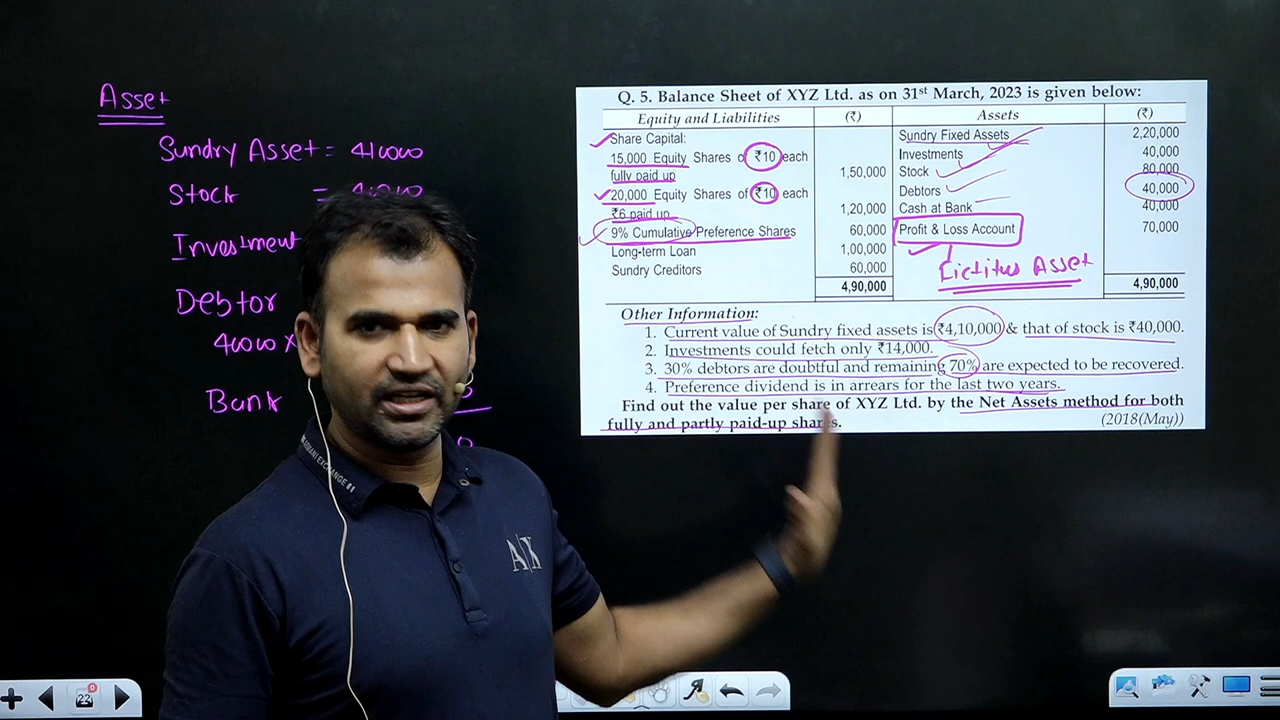 Asset
Sundry Asset = 410000
Stock = 40000
Investment
Debtor
40000 X
Bank
Q. 5. Balance Sheet of XYZ Ltd. as on 31st March, 2023 is given below:
Equity and Liabilities (₹) Assets (₹)
Share Capital: Sundry Fixed Assets 2,20,000
15,000 Equity Shares of ₹10 each Investments 40,000
fully paid up 1,50,000 Stock 80,000
20,000 Equity Shares of ₹10 each Debtors 40,000
₹6 paid up 1,20,000 Cash at Bank 40,000
9% Cumulative Preference Shares 60,000 Profit & Loss Account 70,000
Long-term Loan 1,00,000
Sundry Creditors 60,000
4,90,000 4,90,000
Fictitus Asset
Other Information:
1. Current value of Sundry fixed assets is ₹4,10,000 & that of stock is ₹40,000.
2. Investments could fetch only ₹14,000.
3. 30% debtors are doubtful and remaining 70% are expected to be recovered.
4. Preference dividend is in arrears for the last two years.
Find out the value per share of XYZ Ltd. by the Net Assets method for both
fully and partly paid-up shares. (2018(May))
A|X
22